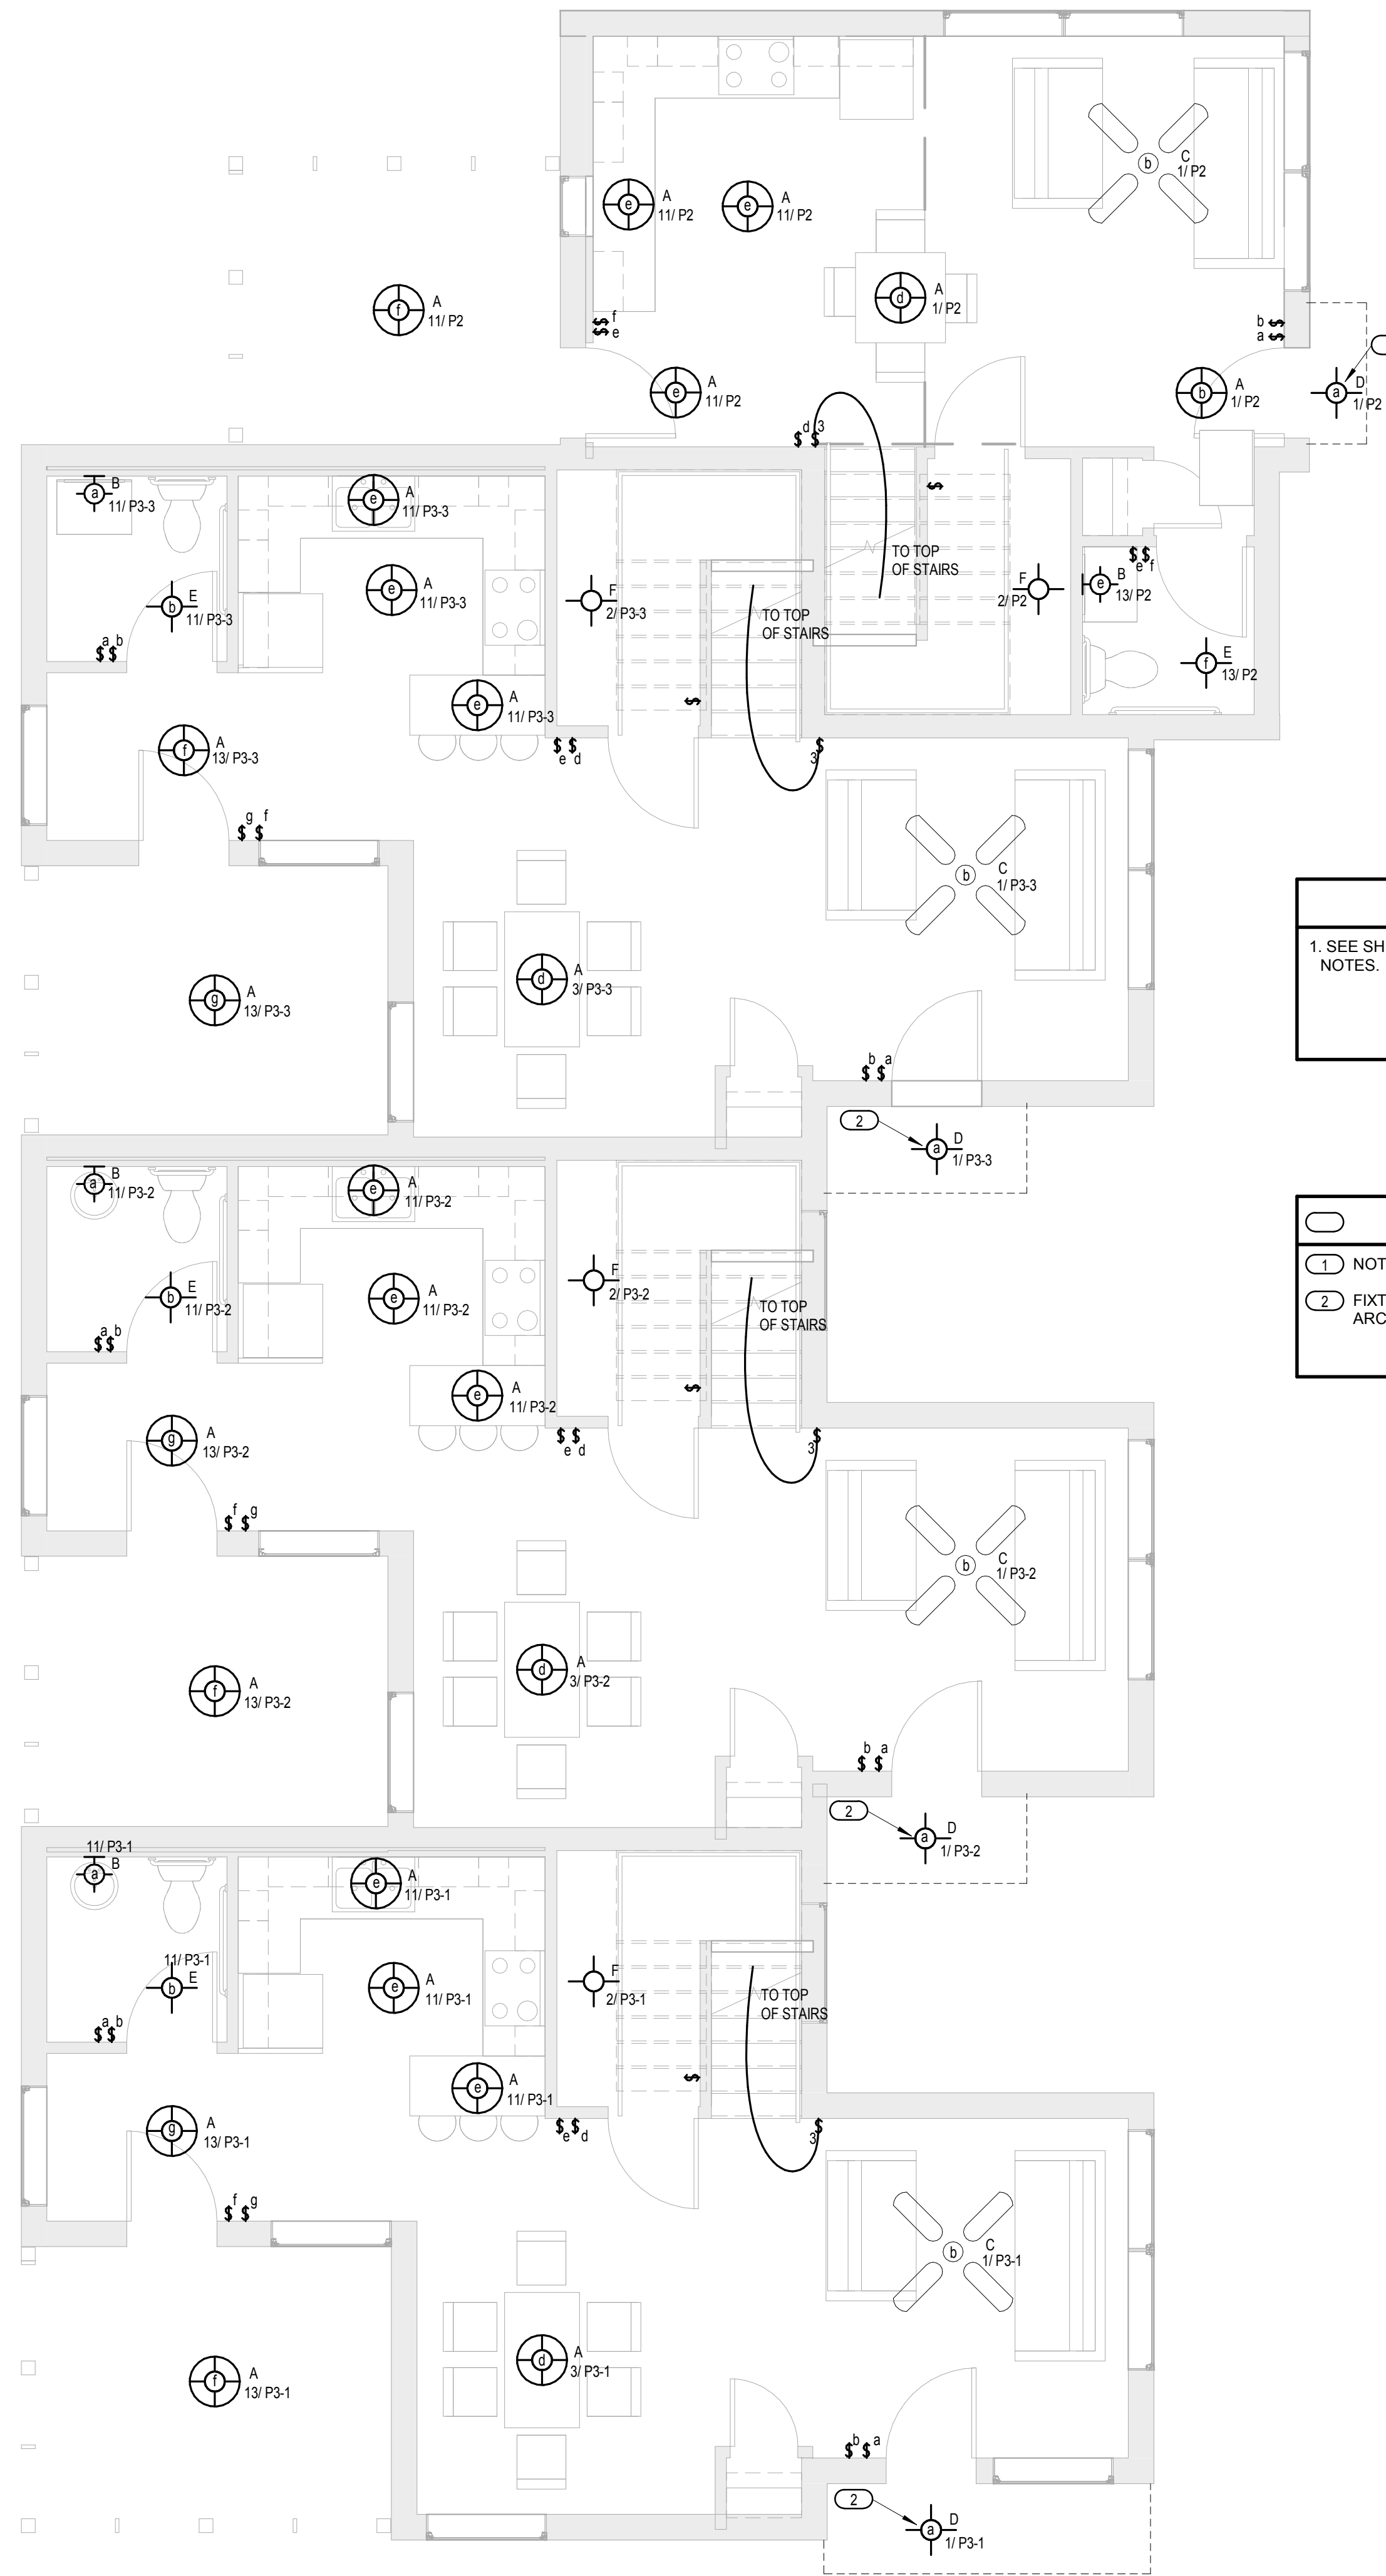 b
C
1/ P2
e
A
11/ P2
e
A
11/ P2
f
A
11/ P2
d
A
1/ P2
$ f
$ e
b $
a $
e
A
11/ P2
b
A
1/ P2
a
D
1/ P2
$ d
$ 3
a
B
11/ P3-3
e
A
11/ P3-3
$
TO TOP
OF STAIRS
e
A
11/ P3-3
F
2/ P3-3
F
2/ P2
$ $
e f
e
B
13/ P2
b
E
11/ P3-3
TO TOP
OF STAIRS
a b
$ $
f
E
13/ P2
e
A
11/ P3-3
$
f
A
13/ P3-3
$ $
e d
$
3
g f
$ $
b
C
1/ P3-3
1. SEE SH
NOTES.
d
A
3/ P3-3
g
A
13/ P3-3
b a
$ $
2
a
D
1/ P3-3
a
B
11/ P3-2
e
A
11/ P3-2
1 NOT
2 FIXT
ARC
F
2/ P3-2
b
E
11/ P3-2
e
A
11/ P3-2
TO TOP
OF STAIRS
a b
$ $
e
A
11/ P3-2
$
g
A
13/ P3-2
$ $
e d
$
3
f g
$ $
b
C
1/ P3-2
d
A
3/ P3-2
f
A
13/ P3-2
b a
$ $
2
a
D
1/ P3-2
11/ P3-1
a
B
e
A
11/ P3-1
11/ P3-1
b
E
e
A
11/ P3-1
F
2/ P3-1
TO TOP
OF STAIRS
a b
$ $
e
A
11/ P3-1
$
g
A
13/ P3-1
$ $
e d
$
3
f g
$ $
b
C
1/ P3-1
d
A
3/ P3-1
f
A
13/ P3-1
b a
$ $
2
a
D
1/ P3-1